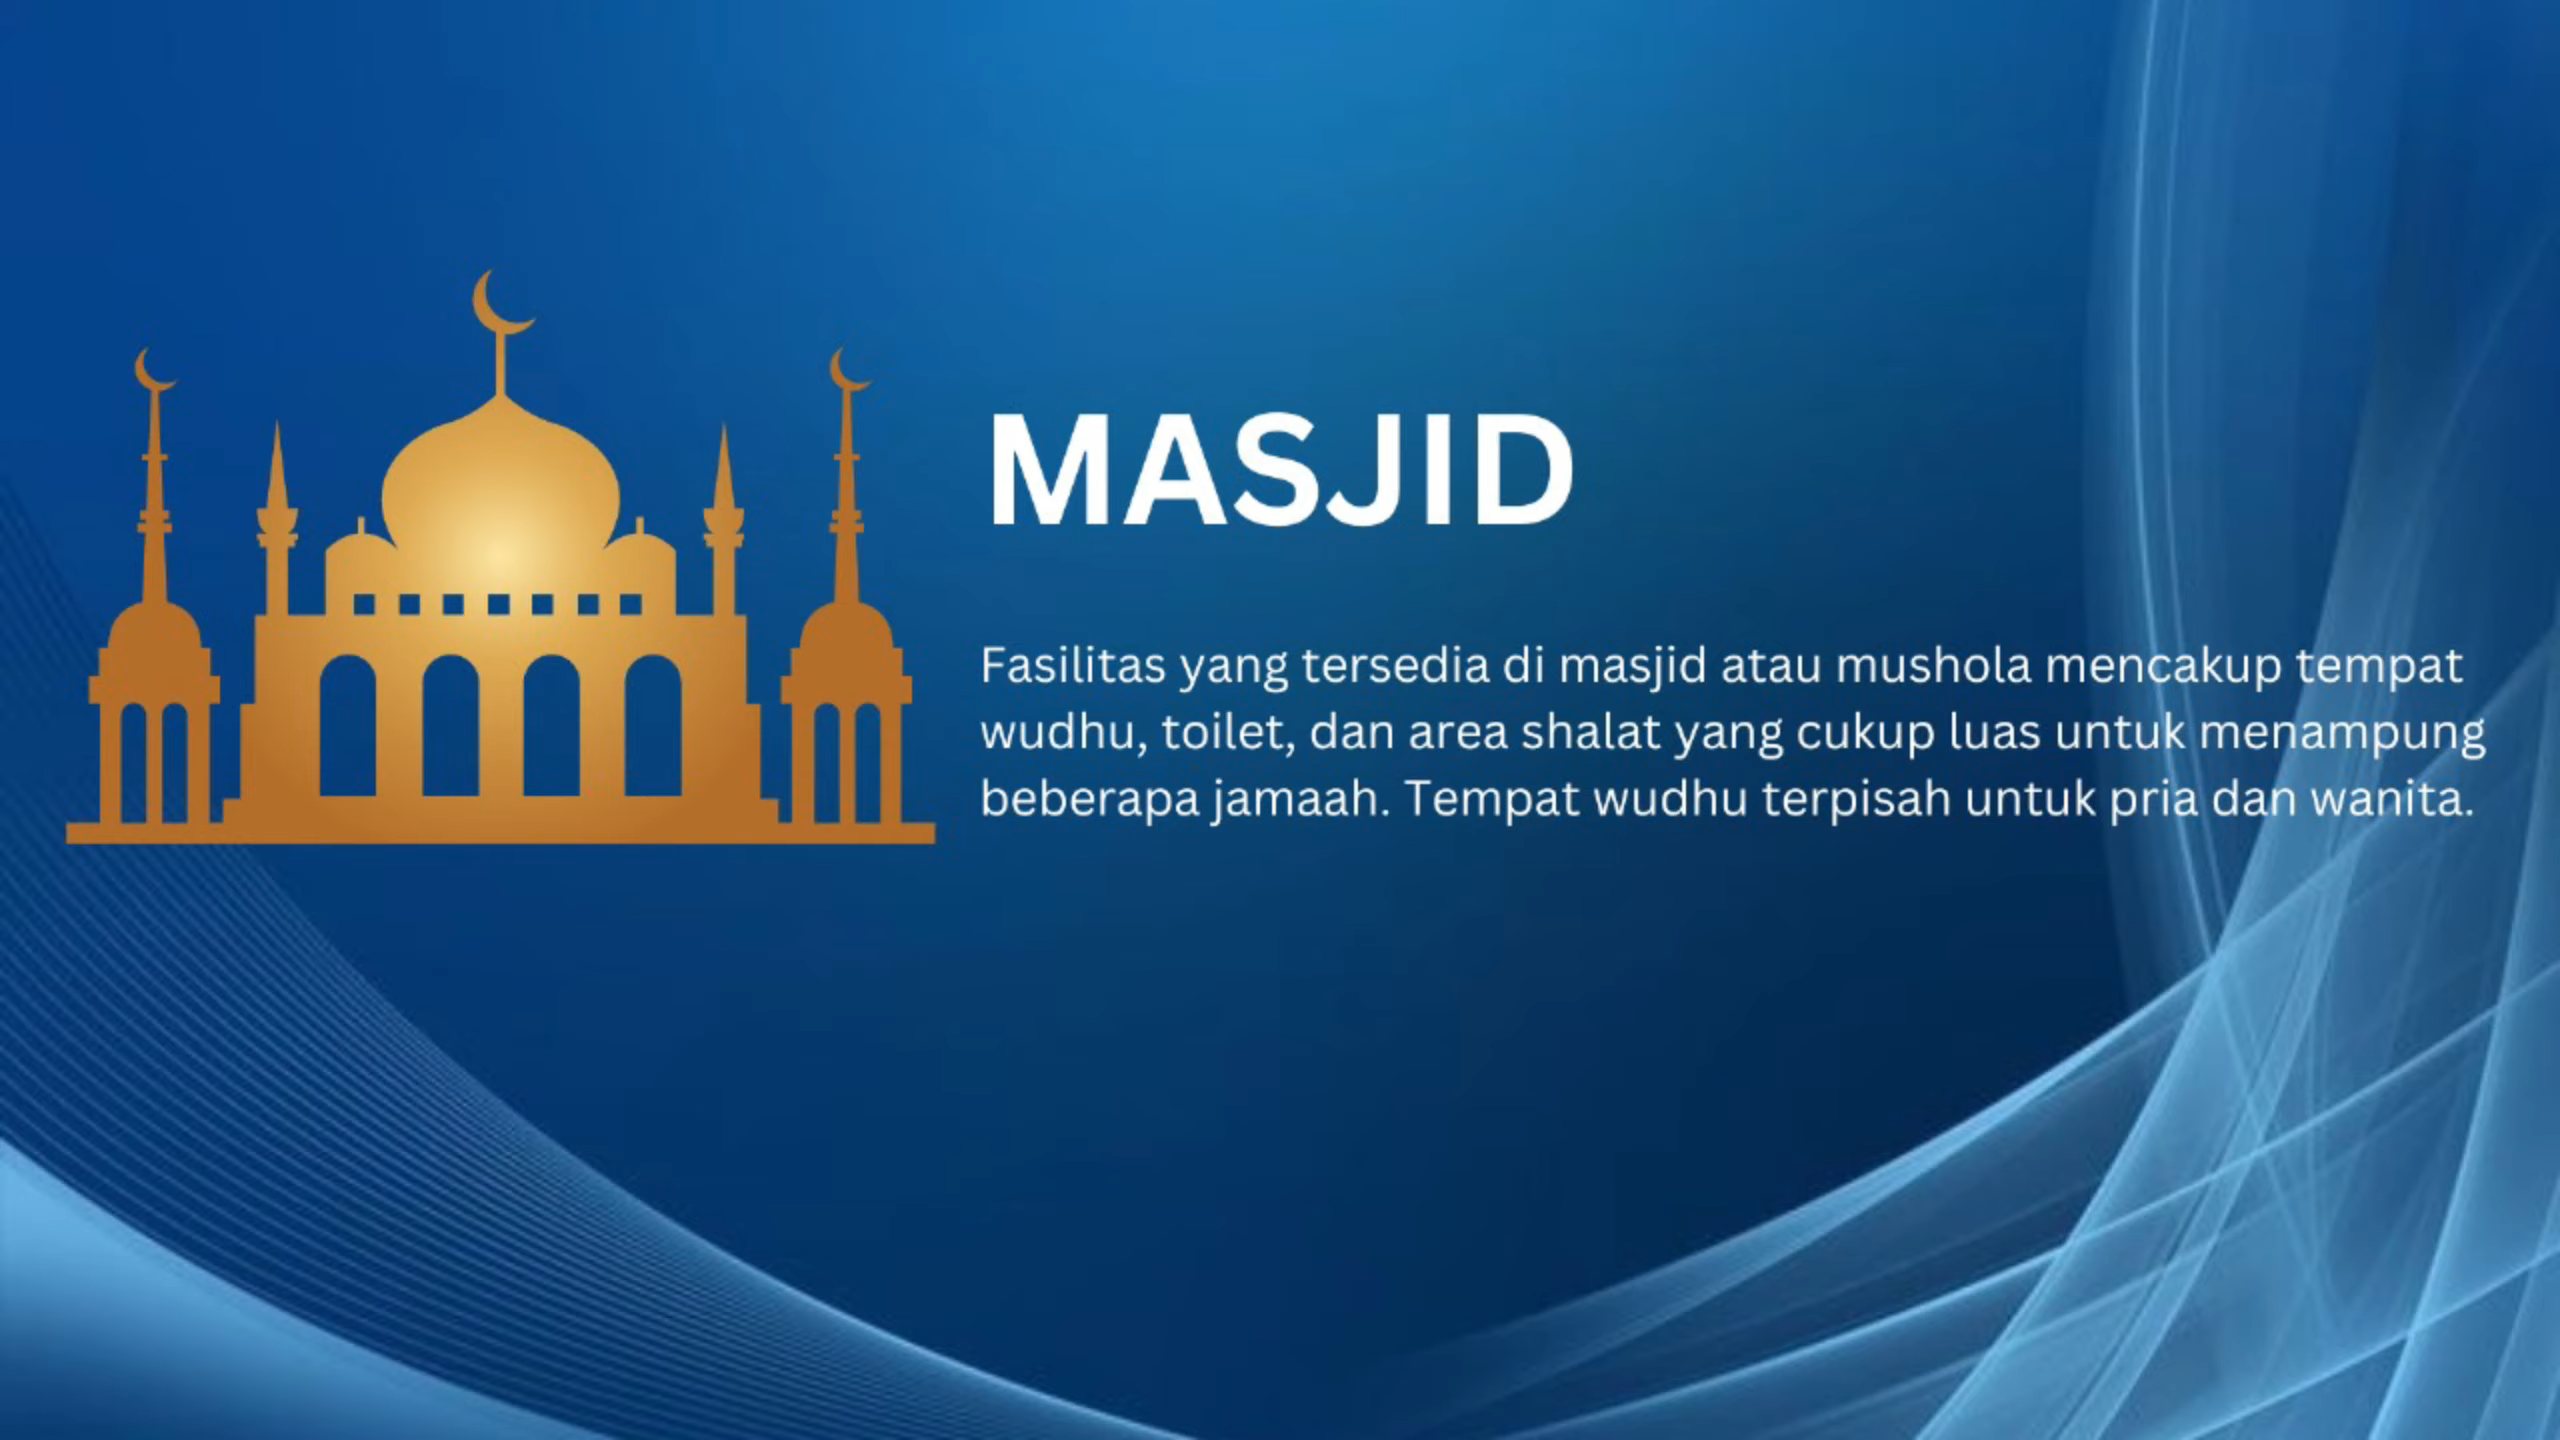 MASJID
Fasilitas yang tersedia di masjid atau mushola mencakup tempat
wudhu, toilet, dan area shalat yang cukup luas untuk menampung
beberapa jamaah. Tempat wudhu terpisah untuk pria dan wanita.